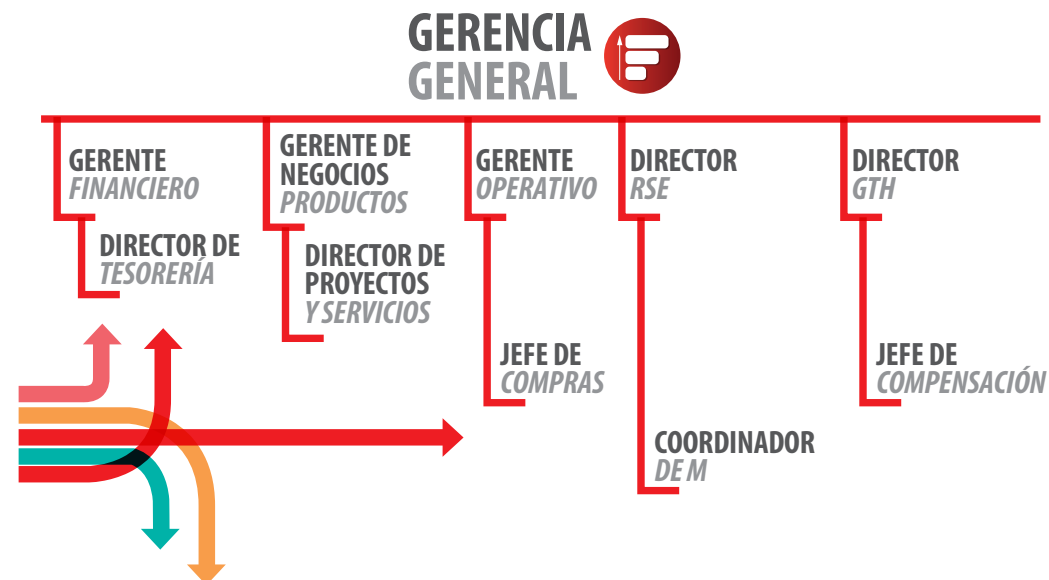 GERENCIA
GENERAL
GERENTE
FINANCIERO
DIRECTOR DE
TESORERÍA
GERENTE DE
NEGOCIOS
PRODUCTOS
DIRECTOR DE
PROYECTOS
Y SERVICIOS
GERENTE
OPERATIVO
JEFE DE
COMPRAS
DIRECTOR
RSE
COORDINADOR
DE M
DIRECTOR
GTH
JEFE DE
COMPENSACIÓN